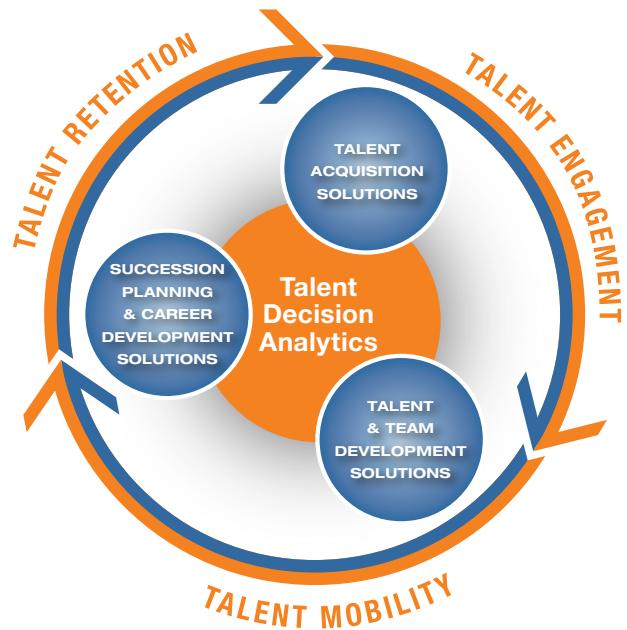 TALENT RETENTION
TALENT ENGAGEMENT
TALENT
ACQUISITION
SOLUTIONS
SUCCESSION
PLANNING
& CAREER
DEVELOPMENT
SOLUTIONS
Talent
Decision
Analytics
TALENT
& TEAM
DEVELOPMENT
SOLUTIONS
TALENT MOBILITY